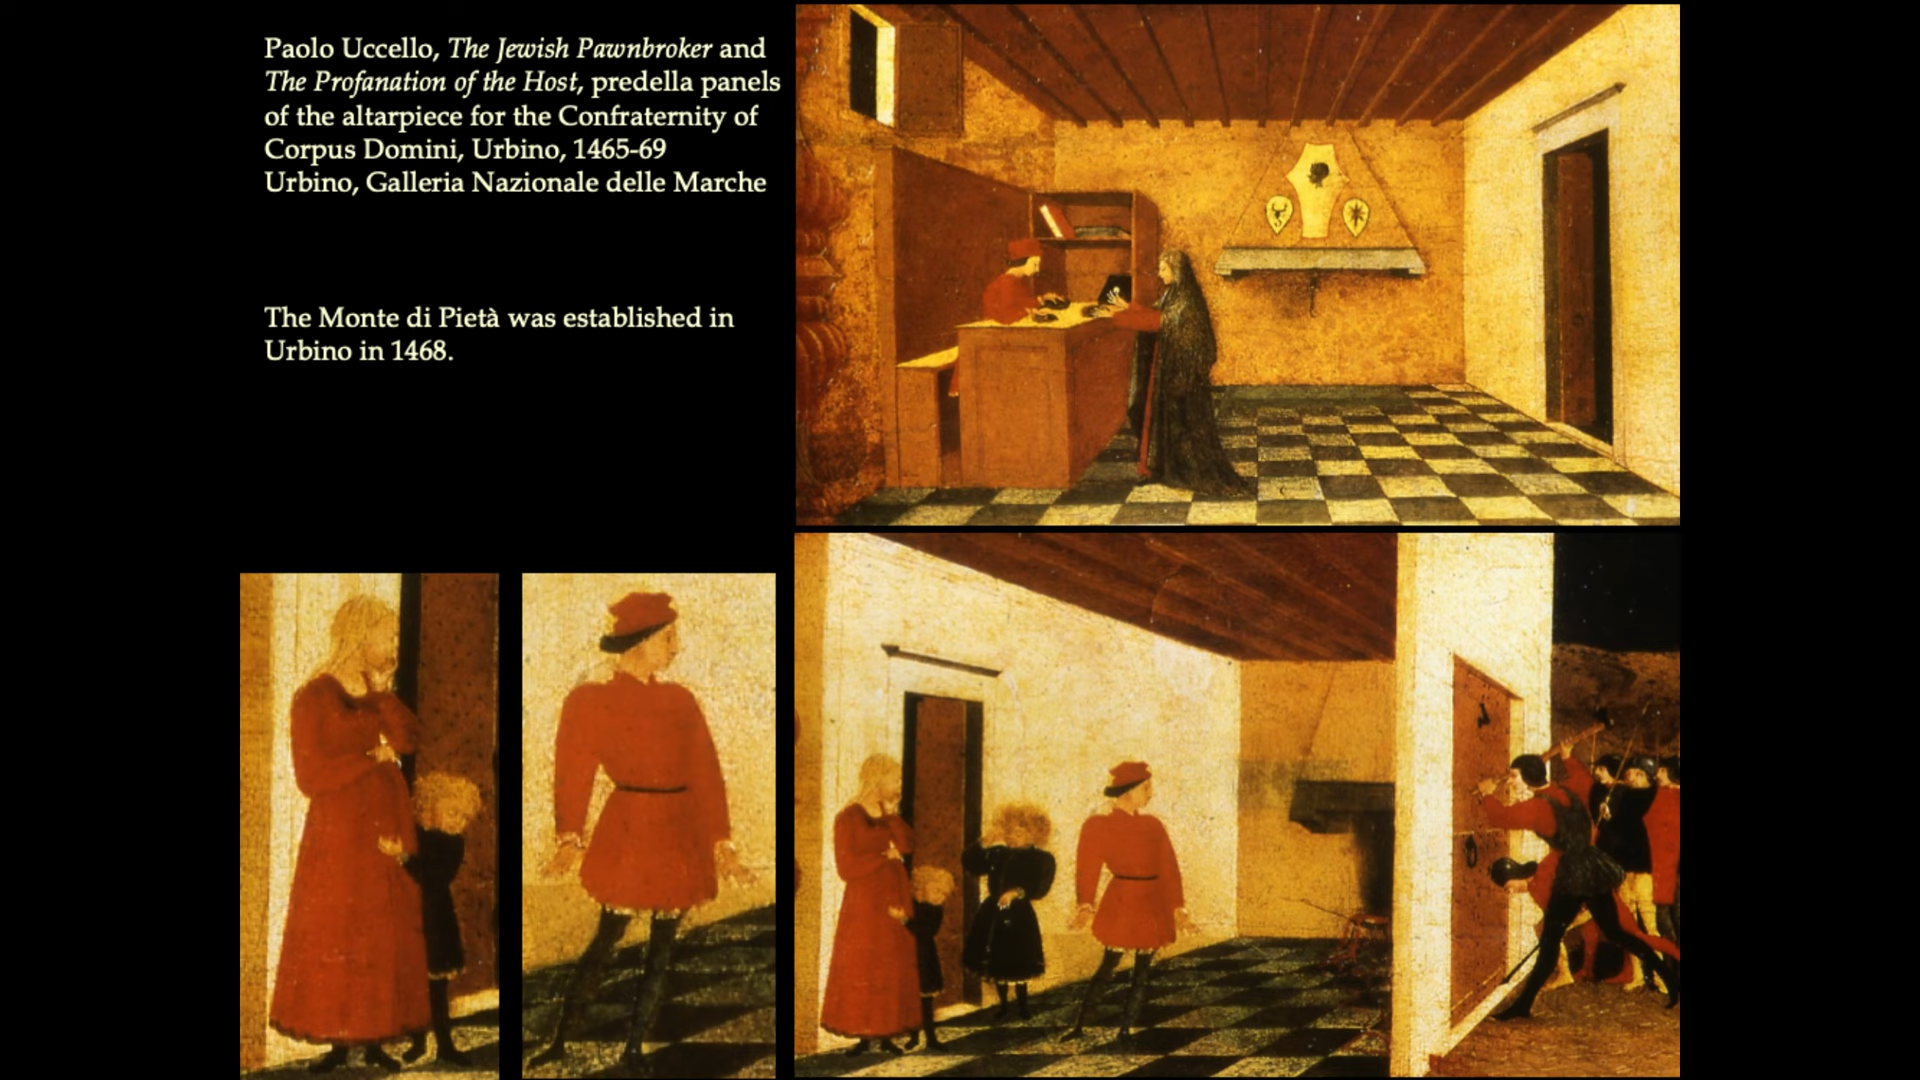 Paolo Uccello, The Jewish Pawnbroker and
The Profanation of the Host, predella panels
of the altarpiece for the Confraternity of
Corpus Domini, Urbino, 1465-69
Urbino, Galleria Nazionale delle Marche
The Monte di Pietà was established in
Urbino in 1468.